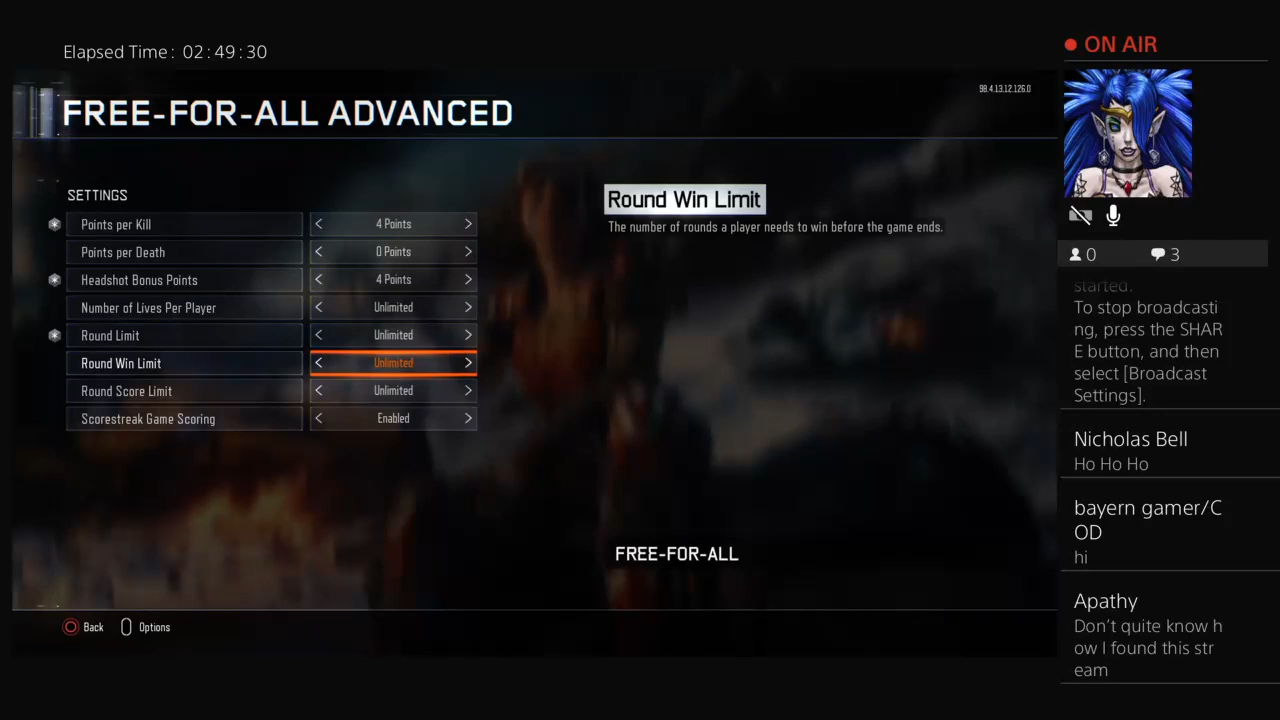 Elapsed Time: 02:49:30
ON AIR
98.4.13.12.126.0
FREE-FOR-ALL ADVANCED
SETTINGS
Points per Kill < 4 Points >
Points per Death < 0 Points >
Headshot Bonus Points < 4 Points >
Number of Lives Per Player < Unlimited >
Round Limit < Unlimited >
Round Win Limit < Unlimited >
Round Score Limit < Unlimited >
Scorestreak Game Scoring < Enabled >
Round Win Limit
The number of rounds a player needs to win before the game ends.
FREE-FOR-ALL
Back Options
0 3
started.
To stop broadcasti
ng, press the SHAR
E button, and then
select [Broadcast
Settings].
Nicholas Bell
Ho Ho Ho
bayern gamer/C
OD
hi
Apathy
Don't quite know h
ow I found this str
eam